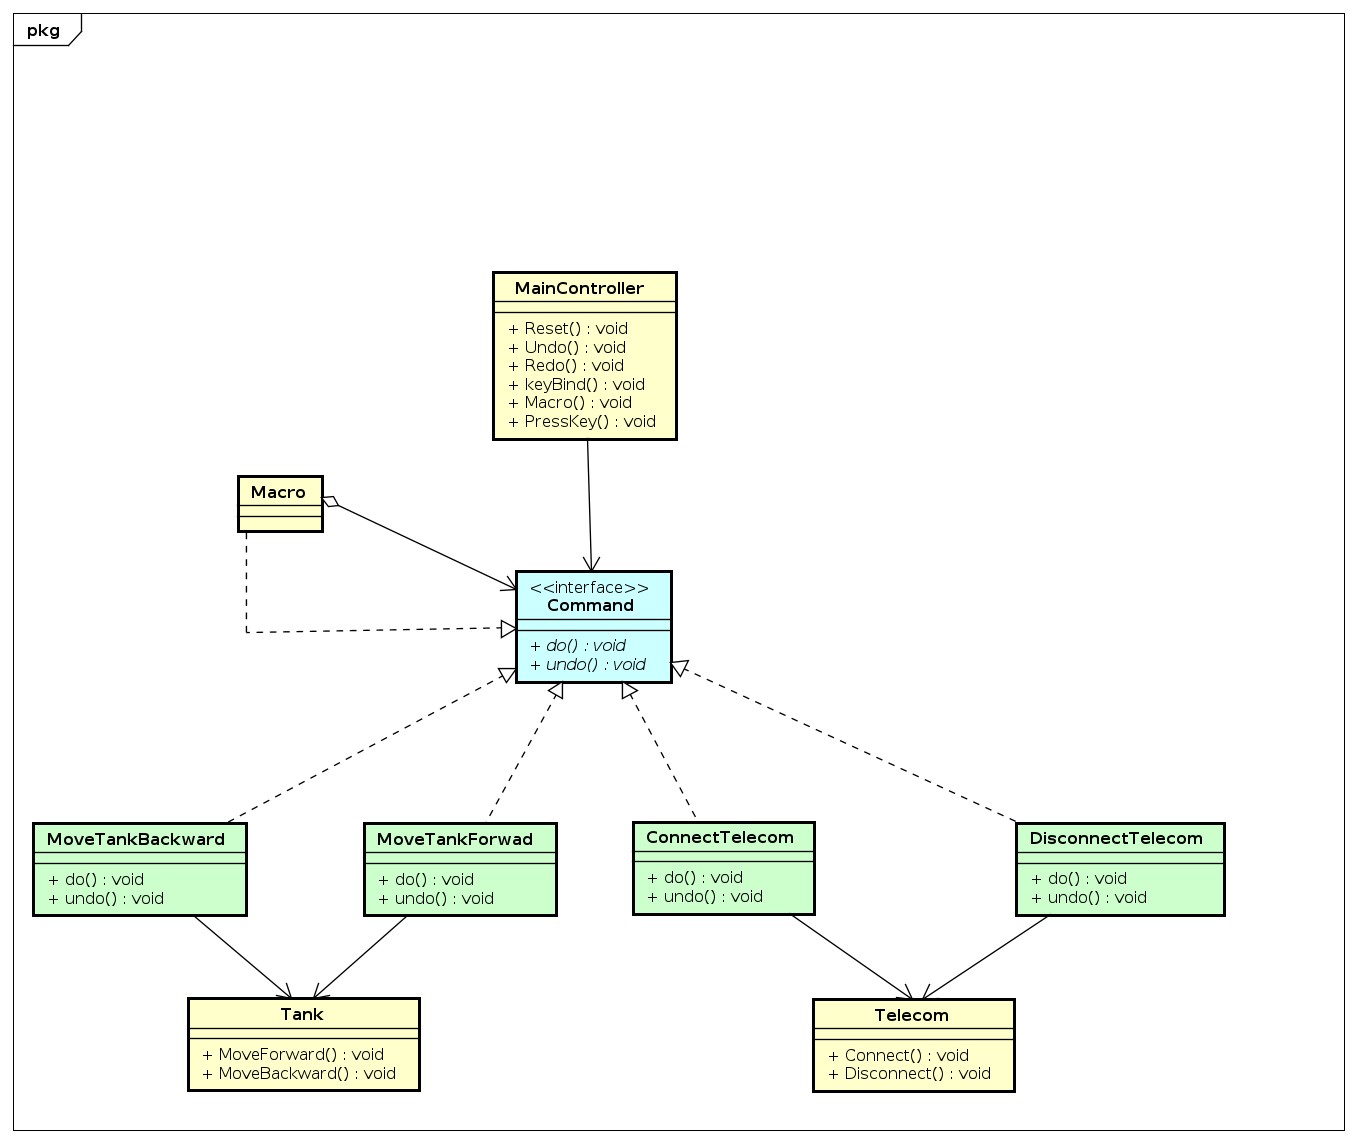 pkg
MainController
+ Reset() : void
+ Undo() : void
+ Redo() : void
+ keyBind() : void
+ Macro() : void
+ PressKey() : void
Macro
<<interface>>
Command
+ do() : void
+ undo() : void
MoveTankBackward
+ do() : void
+ undo() : void
MoveTankForwad
+ do() : void
+ undo() : void
ConnectTelecom
+ do() : void
+ undo() : void
DisconnectTelecom
+ do() : void
+ undo() : void
Tank
+ MoveForward() : void
+ MoveBackward() : void
Telecom
+ Connect() : void
+ Disconnect() : void